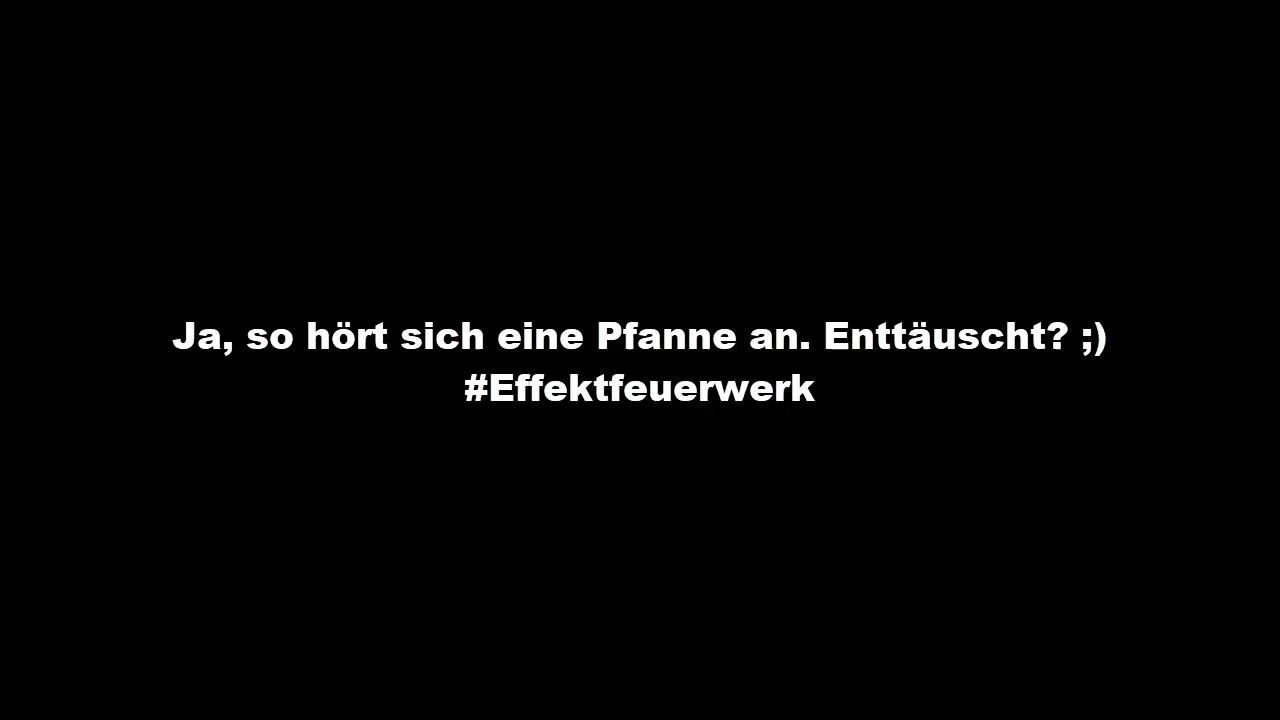 Ja, so hört sich eine Pfanne an. Enttäuscht? ;)
#Effektfeuerwerk